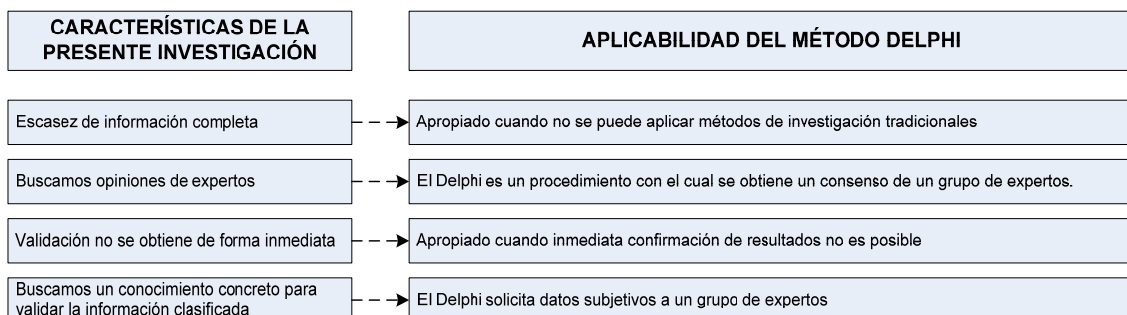 CARACTERÍSTICAS DE LA
PRESENTE INVESTIGACIÓN
APLICABILIDAD DEL MÉTODO DELPHI
Escasez de información completa
Apropiado cuando no se puede aplicar métodos de investigación tradicionales
Buscamos opiniones de expertos
El Delphi es un procedimiento con el cual se obtiene un consenso de un grupo de expertos.
Validación no se obtiene de forma inmediata
Apropiado cuando inmediata confirmación de resultados no es posible
Buscamos un conocimiento concreto para
validar la información clasificada
El Delphi solicita datos subjetivos a un grupo de expertos